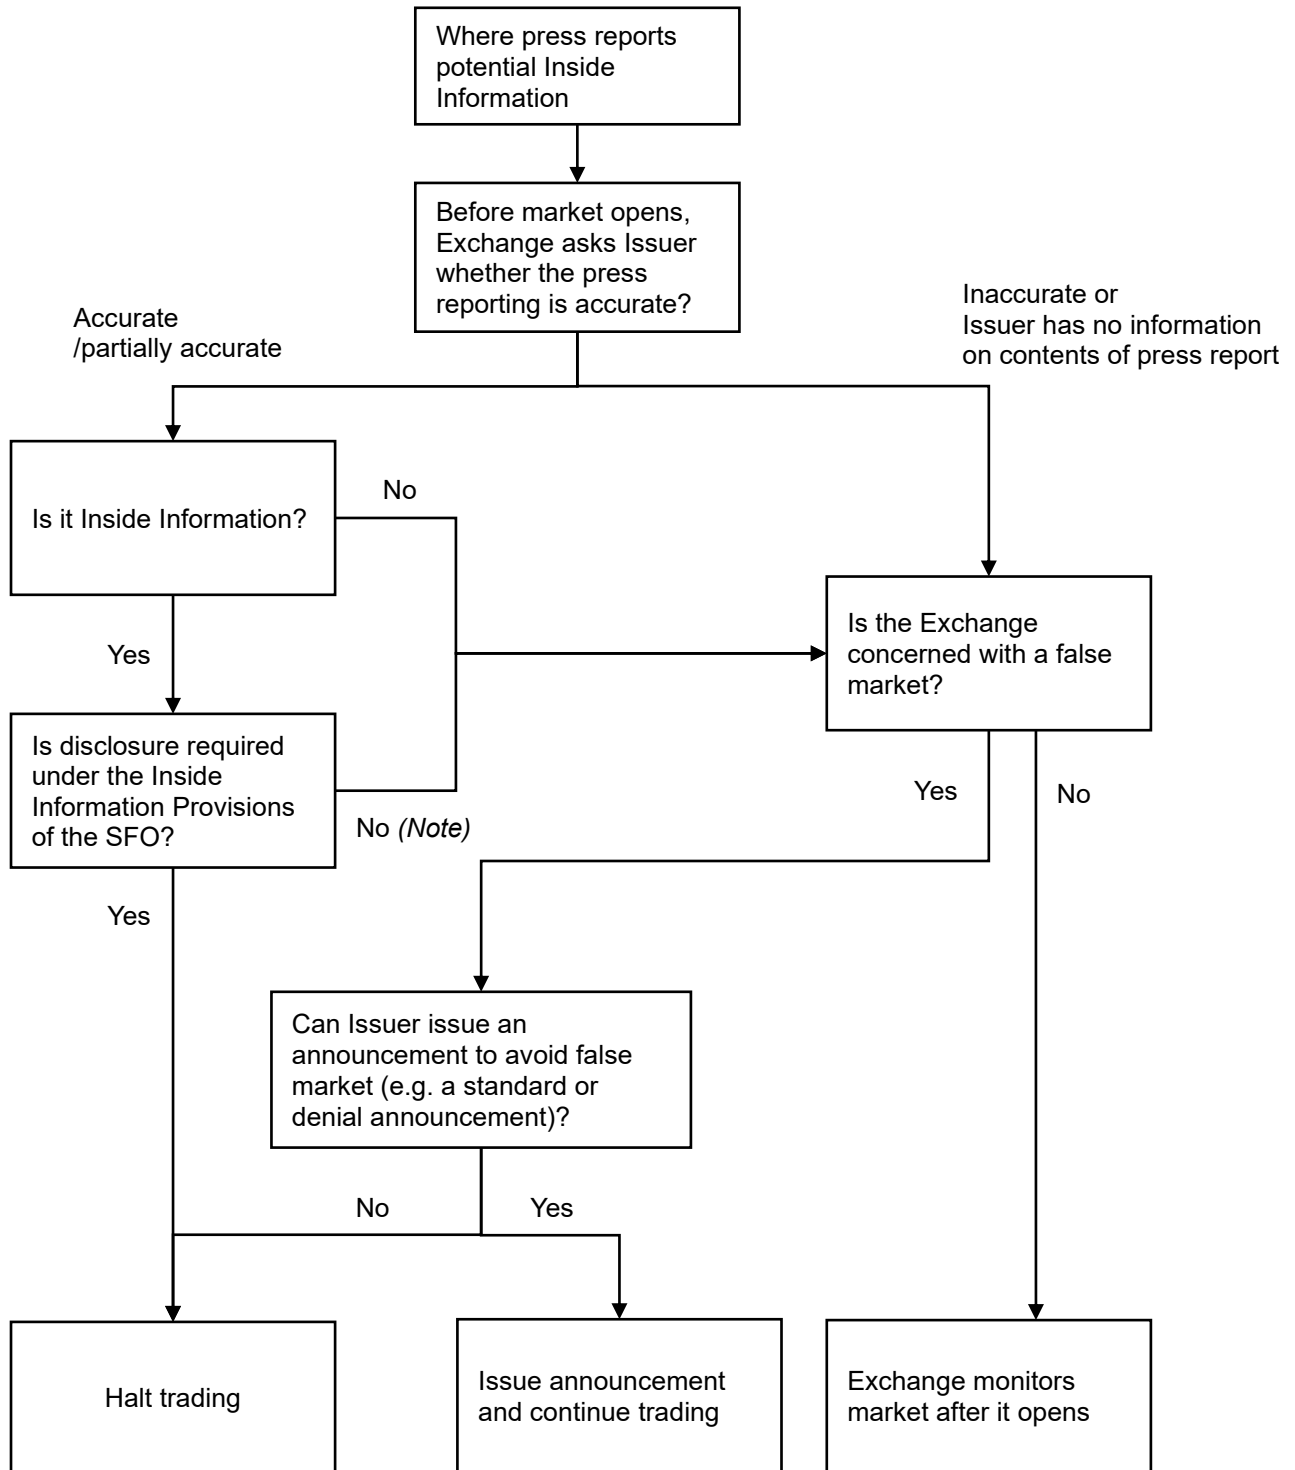 Where press reports
potential Inside
Information
Before market opens,
Exchange asks Issuer
whether the press
reporting is accurate?
Accurate
/partially accurate
Inaccurate or
Issuer has no information
on contents of press report
Is it Inside Information?
No
Yes
Is the Exchange
concerned with a false
market?
Is disclosure required
under the Inside
Information Provisions
of the SFO?
No (Note)
Yes
No
Yes
Can Issuer issue an
announcement to avoid false
market (e.g. a standard or
denial announcement)?
No
Yes
Halt trading
Issue announcement
and continue trading
Exchange monitors
market after it opens